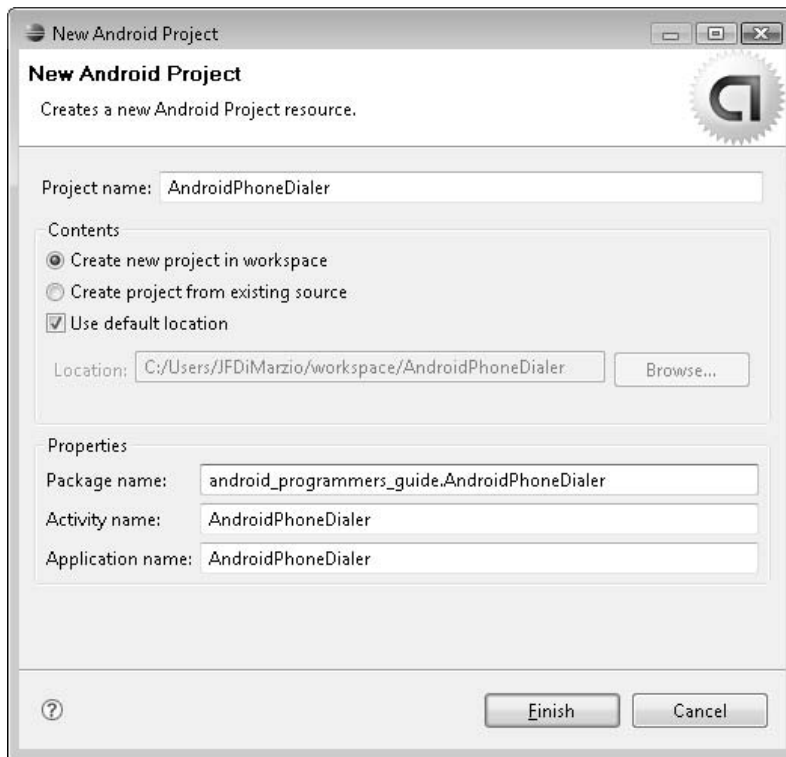 New Android Project
New Android Project
Creates a new Android Project resource.
Project name: AndroidPhoneDialer
Contents
Create new project in workspace
Create project from existing source
Use default location
Location: C:/Users/JFDiMarzio/workspace/AndroidPhoneDialer Browse...
Properties
Package name: android_programmers_guide.AndroidPhoneDialer
Activity name: AndroidPhoneDialer
Application name: AndroidPhoneDialer
? Finish Cancel